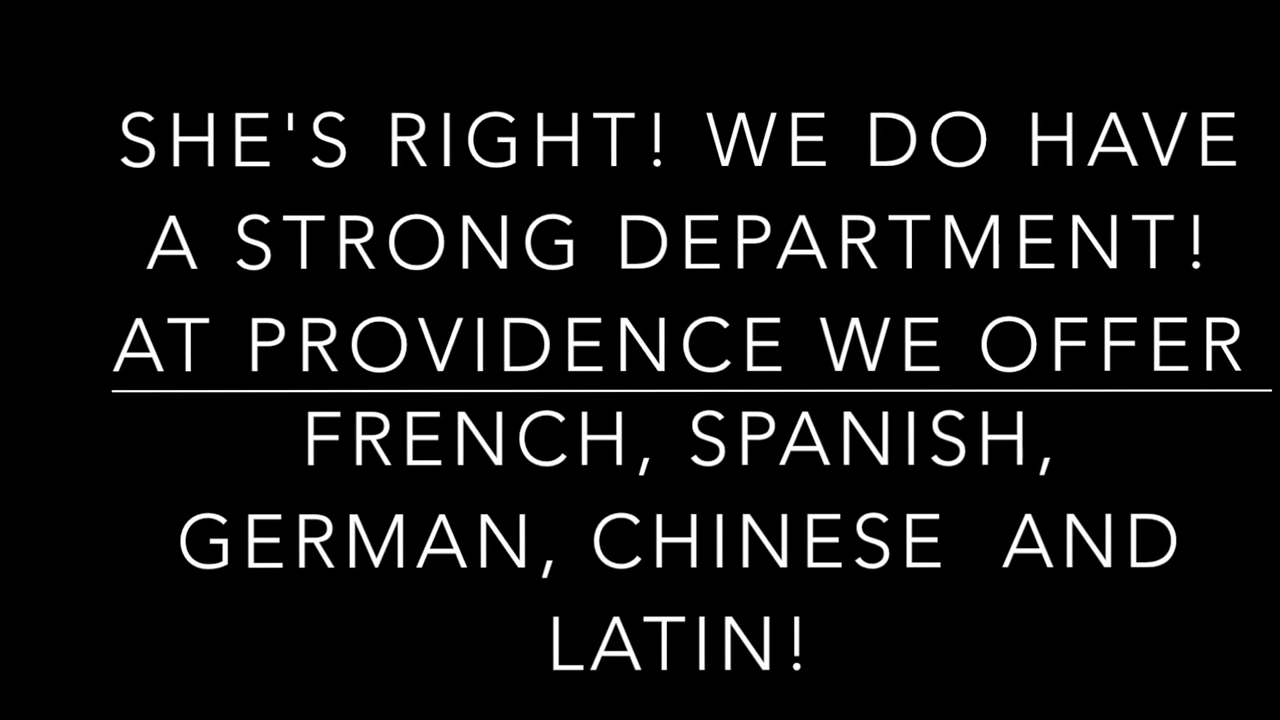 SHE'S RIGHT! WE DO HAVE
A STRONG DEPARTMENT!
AT PROVIDENCE WE OFFER
FRENCH, SPANISH,
GERMAN, CHINESE  AND
LATIN!